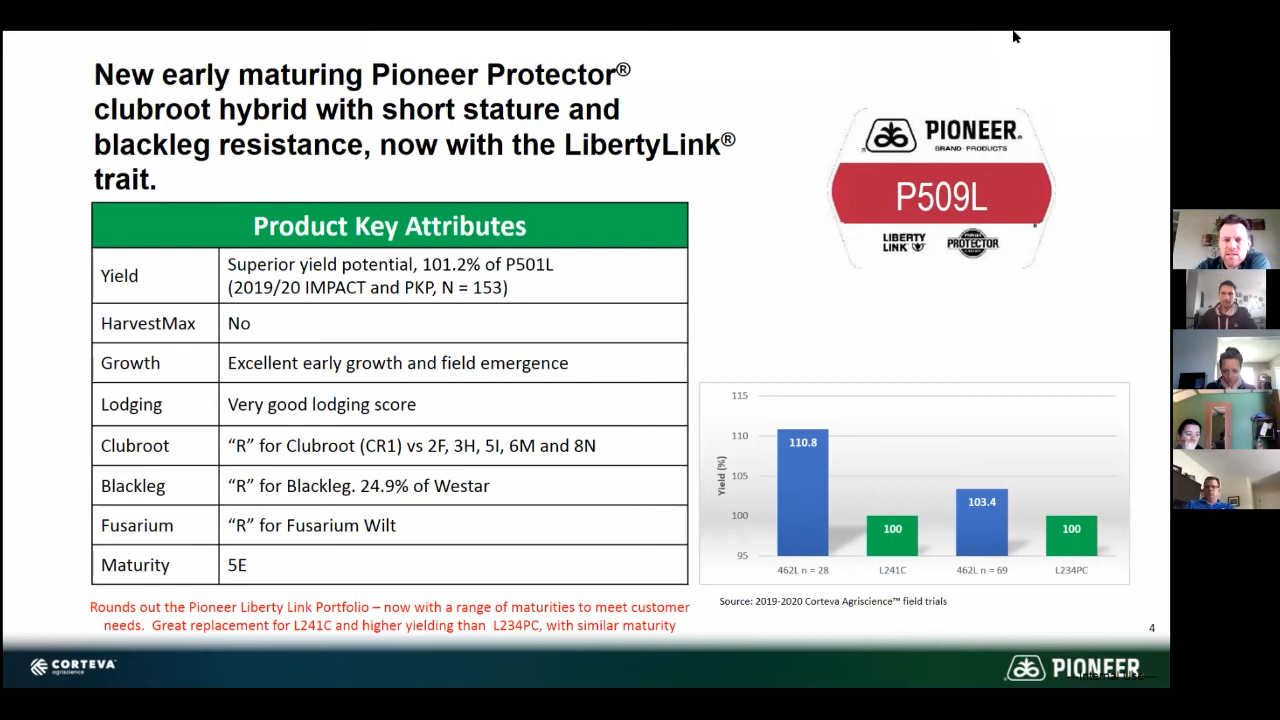 New early maturing Pioneer Protector®
clubroot hybrid with short stature and
blackleg resistance, now with the LibertyLink®
trait.
PIONEER®
BRAND · PRODUCTS
P509L
LIBERTY
LINK
PIONEER
PROTECTOR
Product Key Attributes
Yield
Superior yield potential, 101.2% of P501L
(2019/20 IMPACT and PKP, N = 153)
HarvestMax No
Growth Excellent early growth and field emergence
Lodging Very good lodging score
Clubroot “R” for Clubroot (CR1) vs 2F, 3H, 5I, 6M and 8N
Blackleg “R” for Blackleg. 24.9% of Westar
Fusarium “R” for Fusarium Wilt
Maturity 5E
Yield (%)
115
110
105
100
95
110.8
100
103.4
100
462L n = 28 L241C 462L n = 69 L234PC
Rounds out the Pioneer Liberty Link Portfolio – now with a range of maturities to meet customer
needs. Great replacement for L241C and higher yielding than L234PC, with similar maturity
Source: 2019-2020 Corteva Agriscience™ field trials
4
CORTEVA™
agriscience
PIONEER